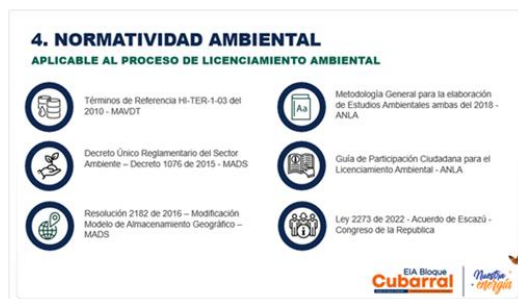 4. NORMATIVIDAD AMBIENTAL
APLICABLE AL PROCESO DE LICENCIAMIENTO AMBIENTAL
Términos de Referencia HI-TER-1-03 del
2010 - MAVDT
Decreto Único Reglamentario del Sector
Ambiente – Decreto 1076 de 2015 - MADS
Resolución 2182 de 2016 – Modificación
Modelo de Almacenamiento Geográfico –
MADS
Aa
Metodología General para la elaboración
de Estudios Ambientales ambas del 2018 -
ANLA
Guía de Participación Ciudadana para el
Licenciamiento Ambiental - ANLA
Ley 2273 de 2022 - Acuerdo de Escazú -
Congreso de la Republica
EIA Bloque
Cubarral
Nuestra
energía